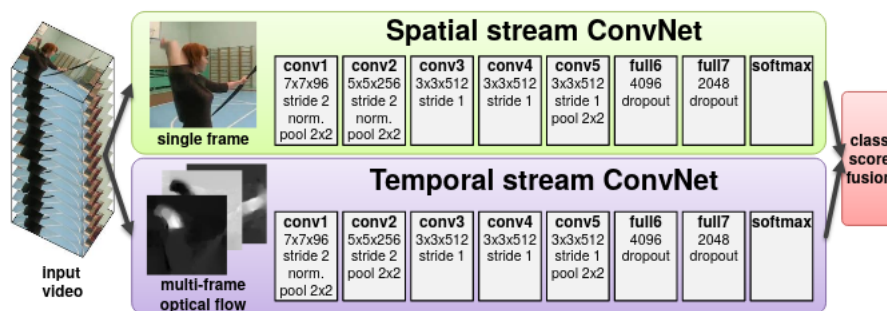 Spatial stream ConvNet
conv1
7x7x96
stride 2
norm.
pool 2x2
conv2
5x5x256
stride 2
norm.
pool 2x2
conv3
3x3x512
stride 1
conv4
3x3x512
stride 1
conv5
3x3x512
stride 1
pool 2x2
full6
4096
dropout
full7
2048
dropout
softmax
single frame
Temporal stream ConvNet
conv1
7x7x96
stride 2
norm.
pool 2x2
conv2
5x5x256
stride 2
pool 2x2
conv3
3x3x512
stride 1
conv4
3x3x512
stride 1
conv5
3x3x512
stride 1
pool 2x2
full6
4096
dropout
full7
2048
dropout
softmax
multi-frame
optical flow
input
video
class
score
fusion